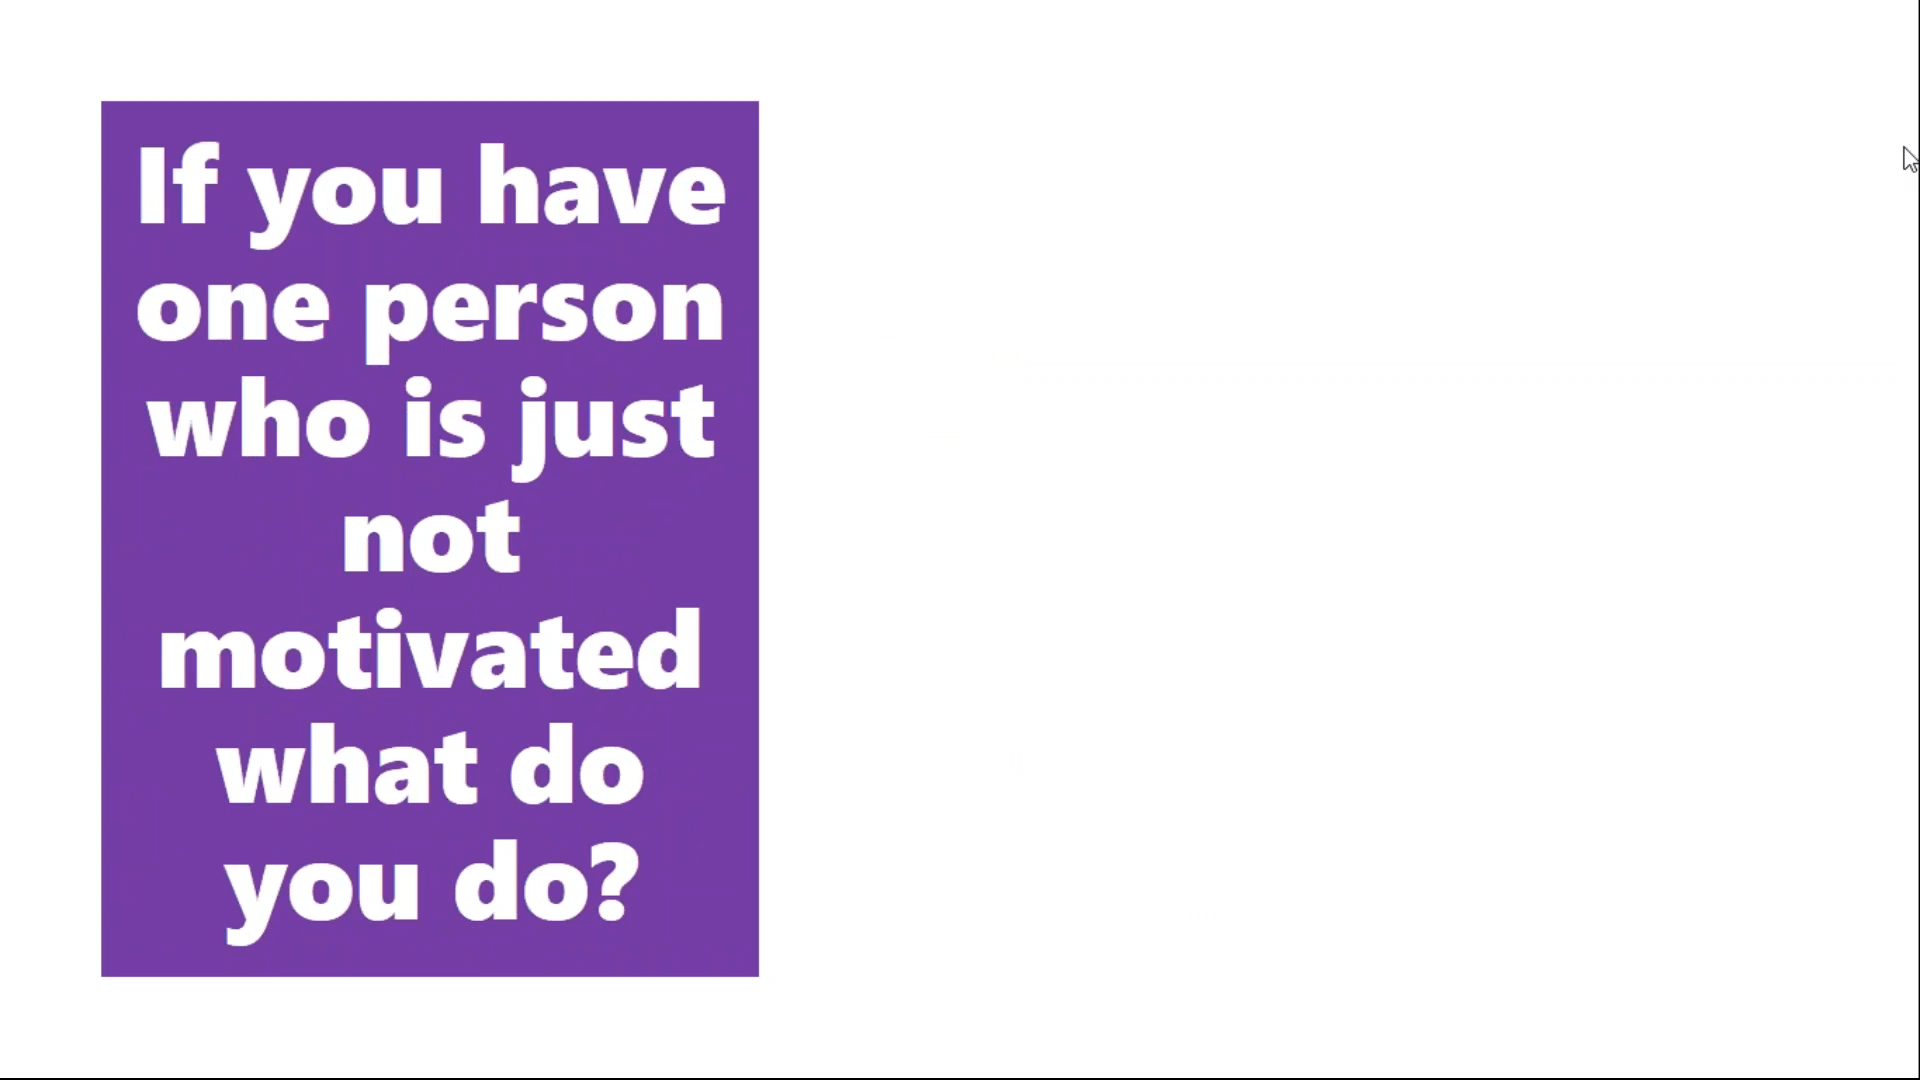 If you have
one person
who is just
not
motivated
what do
you do?